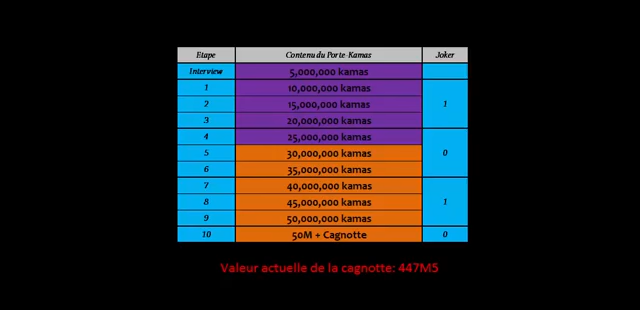 Etape Contenu du Porte-Kamas Joker
Interview 5,000,000 kamas
1 10,000,000 kamas
2 15,000,000 kamas 1
3 20,000,000 kamas
4 25,000,000 kamas
5 30,000,000 kamas 0
6 35,000,000 kamas
7 40,000,000 kamas
8 45,000,000 kamas 1
9 50,000,000 kamas
10 50M + Cagnotte 0
Valeur actuelle de la cagnotte: 447M5